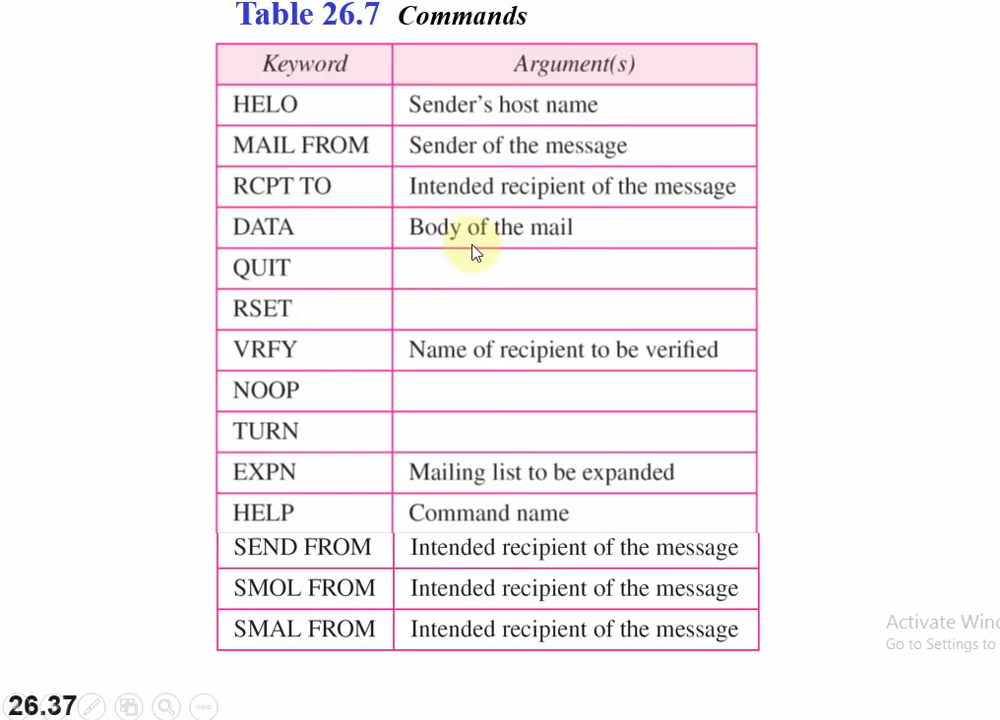 Table 26.7 Commands
Keyword Argument(s)
HELO Sender's host name
MAIL FROM Sender of the message
RCPT TO Intended recipient of the message
DATA Body of the mail
QUIT
RSET
VRFY Name of recipient to be verified
NOOP
TURN
EXPN Mailing list to be expanded
HELP Command name
SEND FROM Intended recipient of the message
SMOL FROM Intended recipient of the message
SMAL FROM Intended recipient of the message
Activate Wind
Go to Settings to
26.37